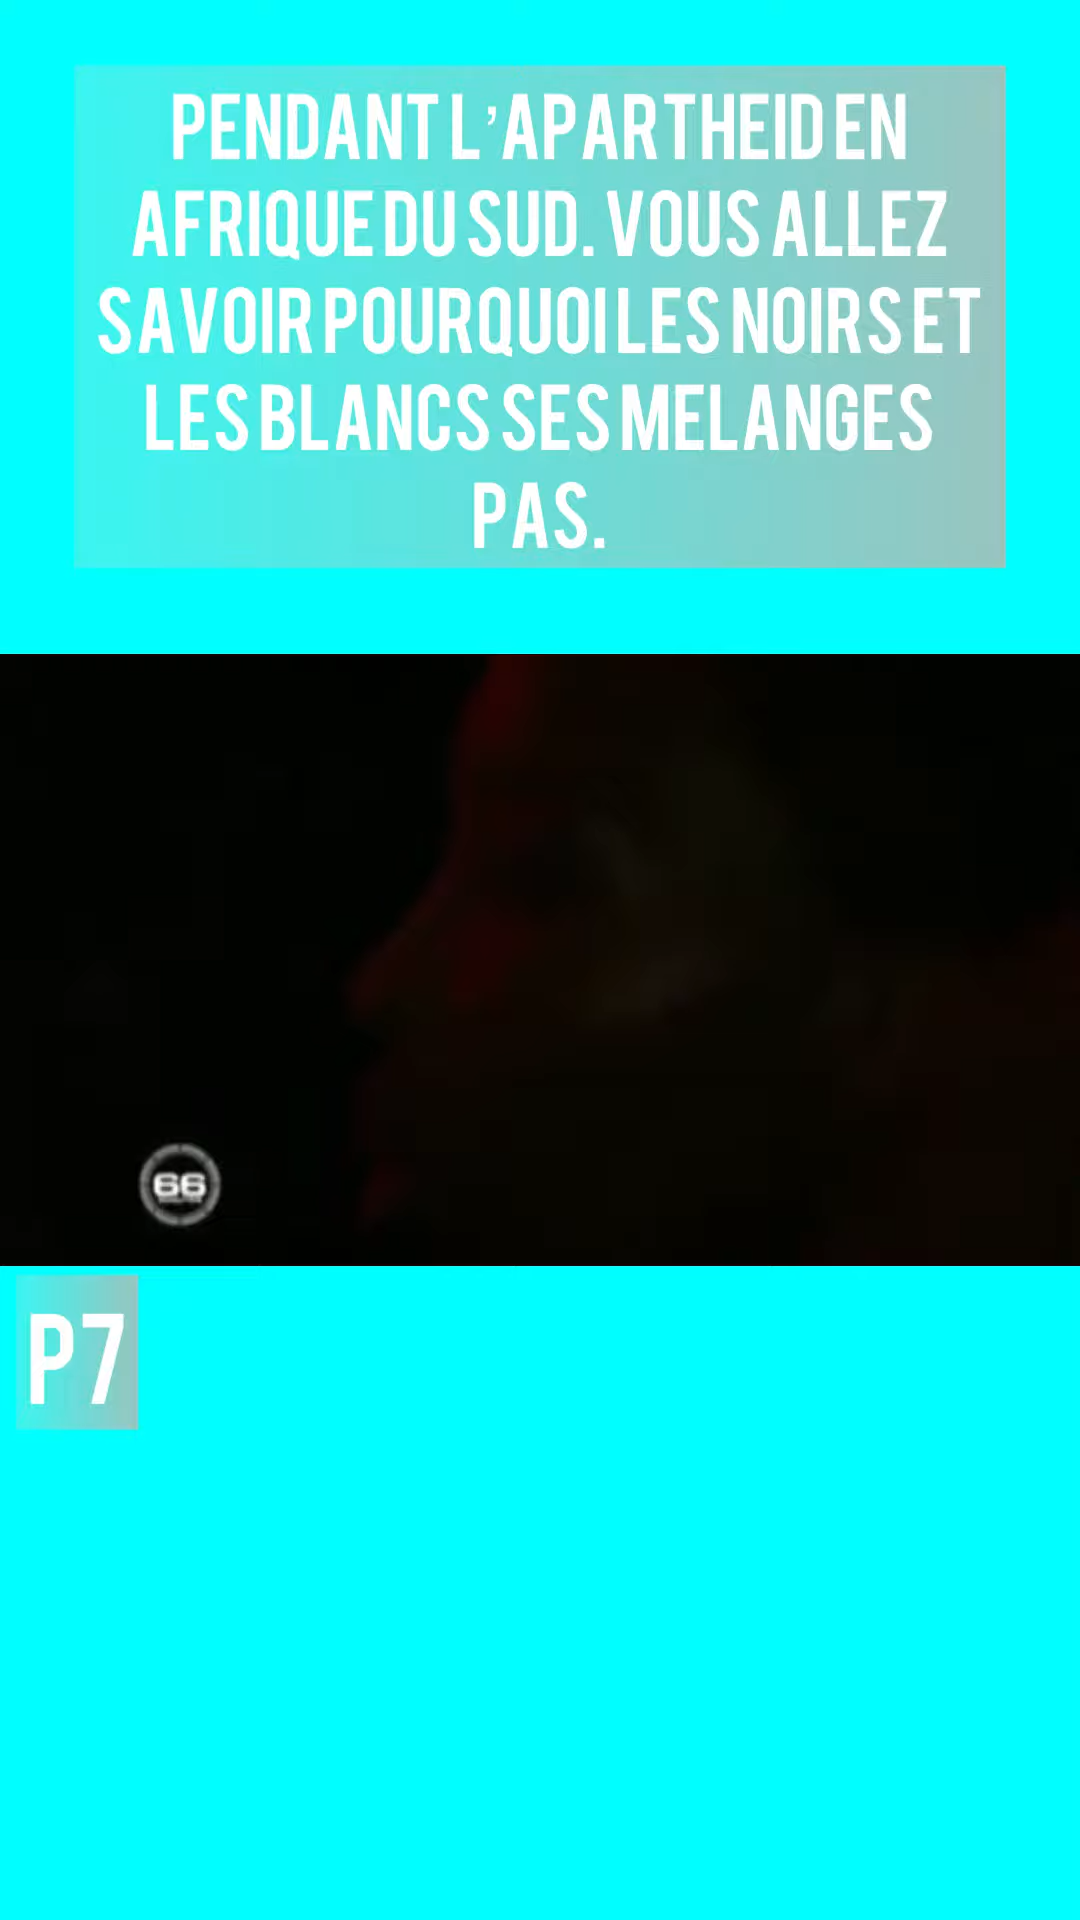 PENDANT L'APARTHEID EN
AFRIQUE DU SUD. VOUS ALLEZ
SAVOIR POURQUOI LES NOIRS ET
LES BLANCS SES MELANGES
PAS.
66
P7